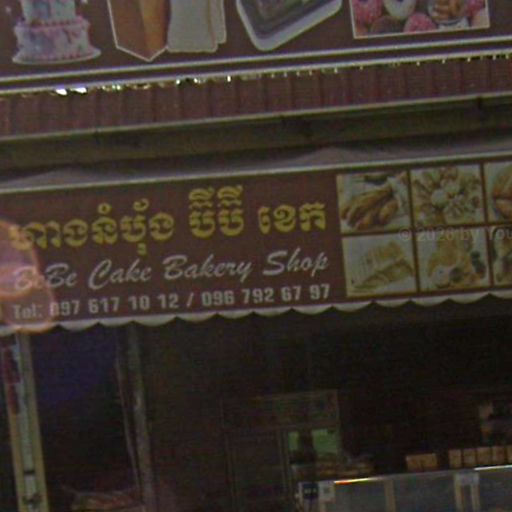 ហាងនំប៉័ង ប៊ីប៊ី ខេក
BeBe Cake Bakery Shop
Tel: 097 617 10 12 / 096 792 67 97